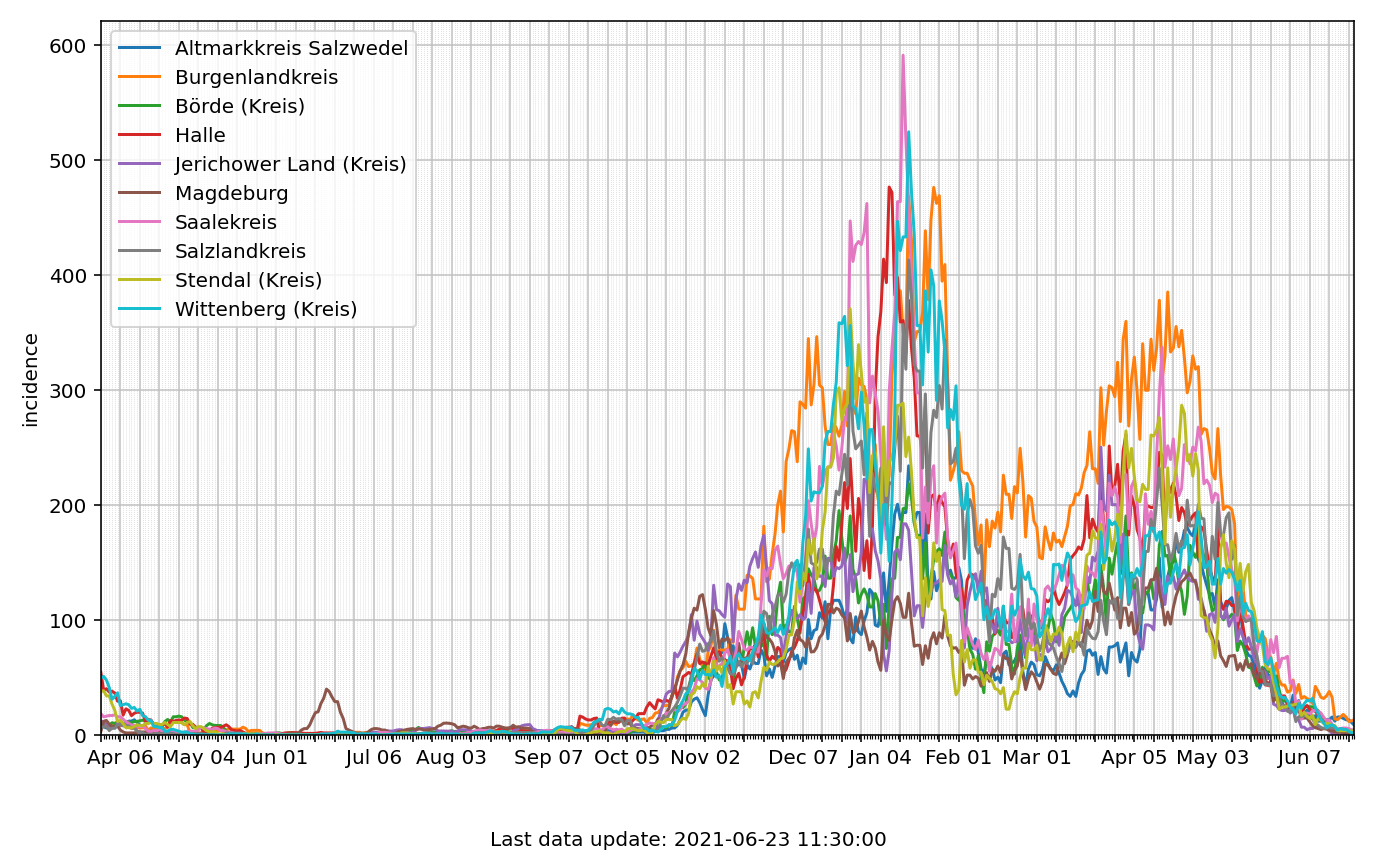 600
500
400
300
200
100
0
incidence
Altmarkkreis Salzwedel
Burgenlandkreis
Börde (Kreis)
Halle
Jerichower Land (Kreis)
Magdeburg
Saalekreis
Salzlandkreis
Stendal (Kreis)
Wittenberg (Kreis)
Apr 06 May 04 Jun 01 Jul 06 Aug 03 Sep 07 Oct 05 Nov 02 Dec 07 Jan 04 Feb 01 Mar 01 Apr 05 May 03 Jun 07
Last data update: 2021-06-23 11:30:00